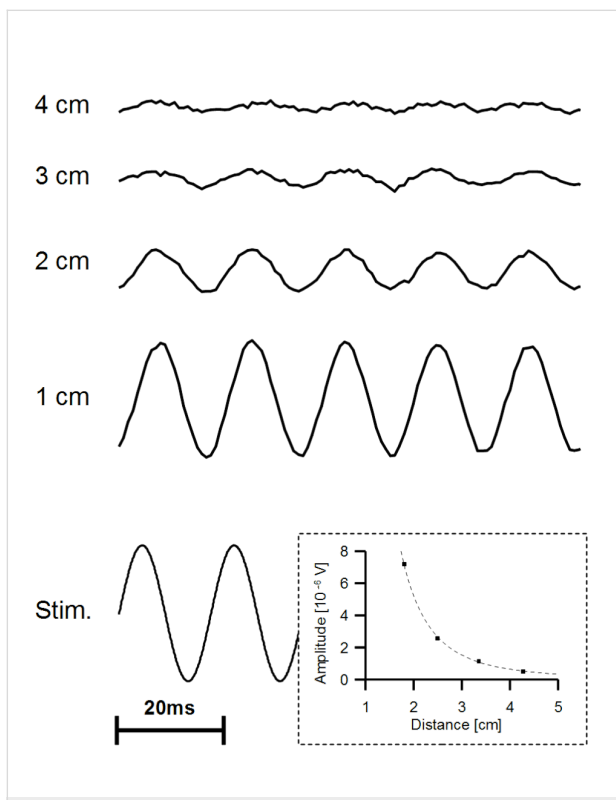 4 cm
3 cm
2 cm
1 cm
Stim.
20ms
Amplitude [10⁻⁶ V]
8
6
4
2
0
1 2 3 4 5
Distance [cm]